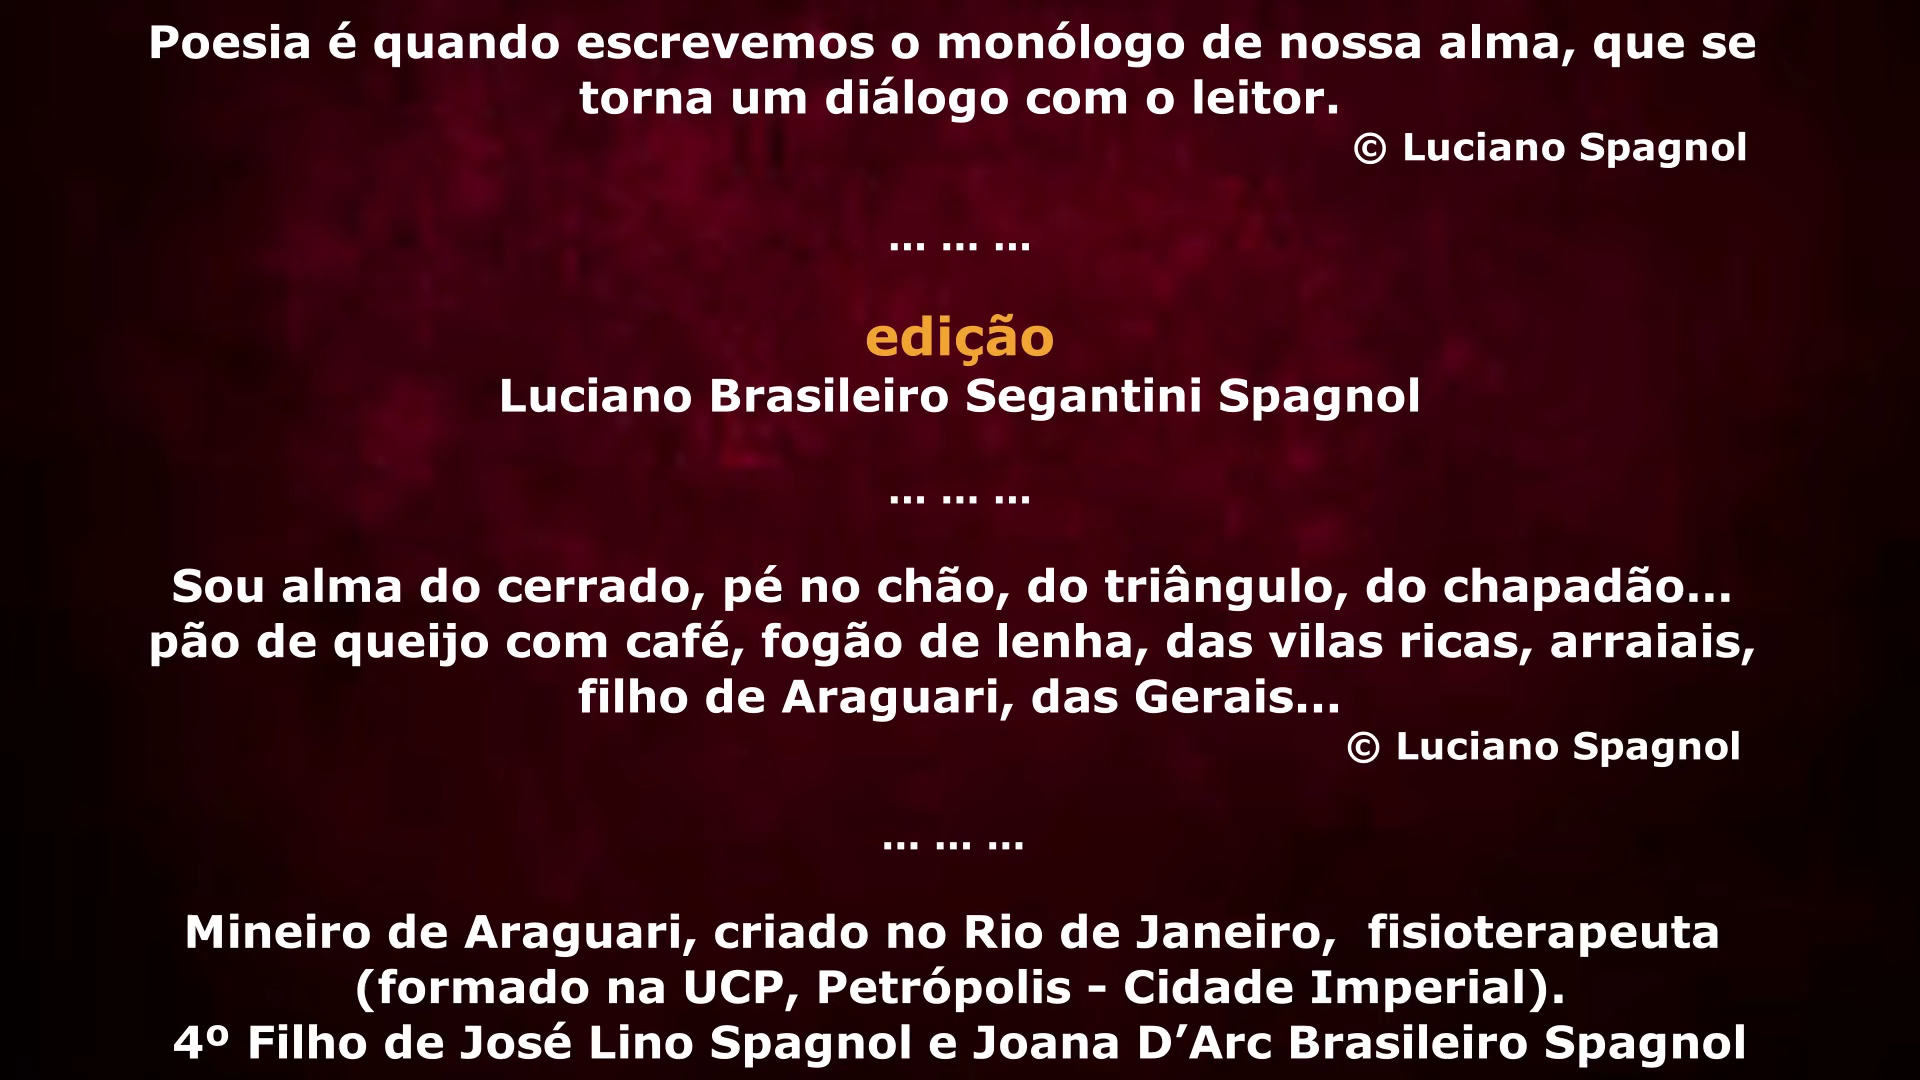 Poesia é quando escrevemos o monólogo de nossa alma, que se
torna um diálogo com o leitor.
© Luciano Spagnol
... ... ...
edição
Luciano Brasileiro Segantini Spagnol
... ... ...
Sou alma do cerrado, pé no chão, do triângulo, do chapadão...
pão de queijo com café, fogão de lenha, das vilas ricas, arraiais,
filho de Araguari, das Gerais...
© Luciano Spagnol
... ... ...
Mineiro de Araguari, criado no Rio de Janeiro,  fisioterapeuta
(formado na UCP, Petrópolis - Cidade Imperial).
4º Filho de José Lino Spagnol e Joana D’Arc Brasileiro Spagnol